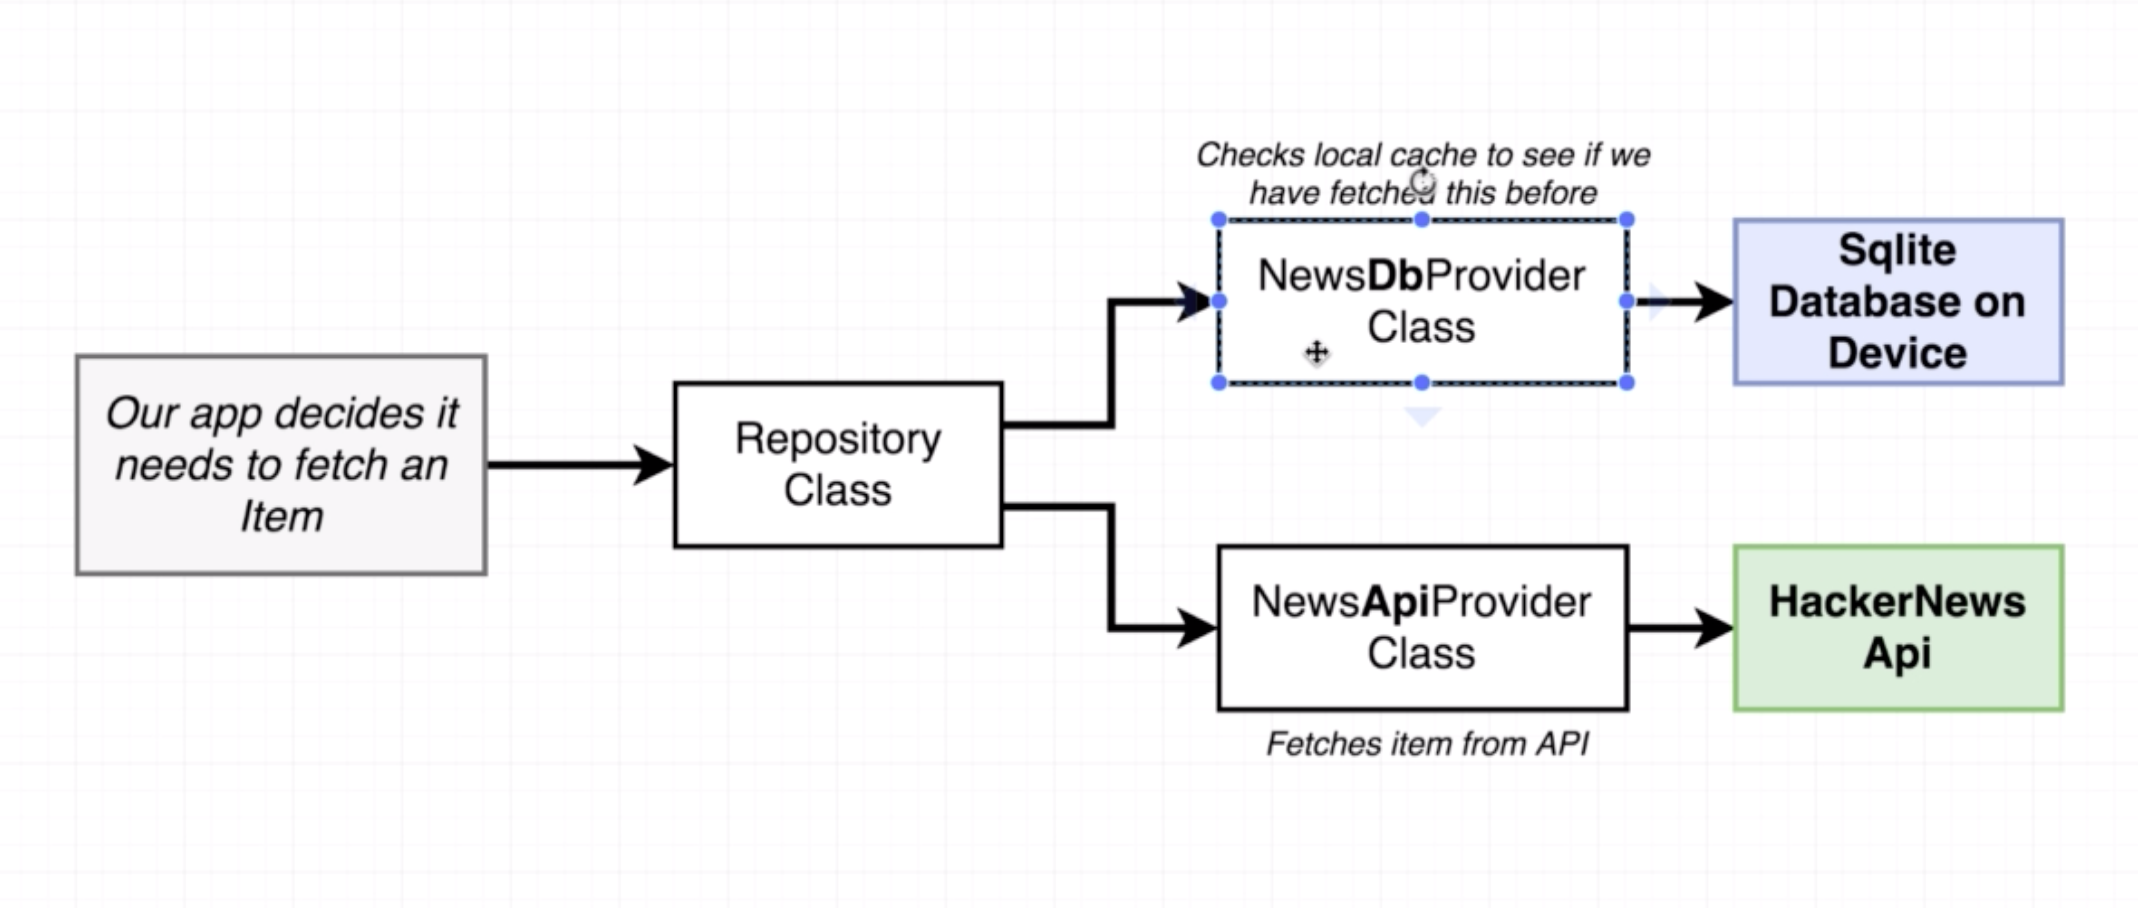 Our app decides it
needs to fetch an
Item
Repository
Class
Checks local cache to see if we
have fetched this before
NewsDbProvider
Class
Sqlite
Database on
Device
NewsApiProvider
Class
Fetches item from API
HackerNews
Api